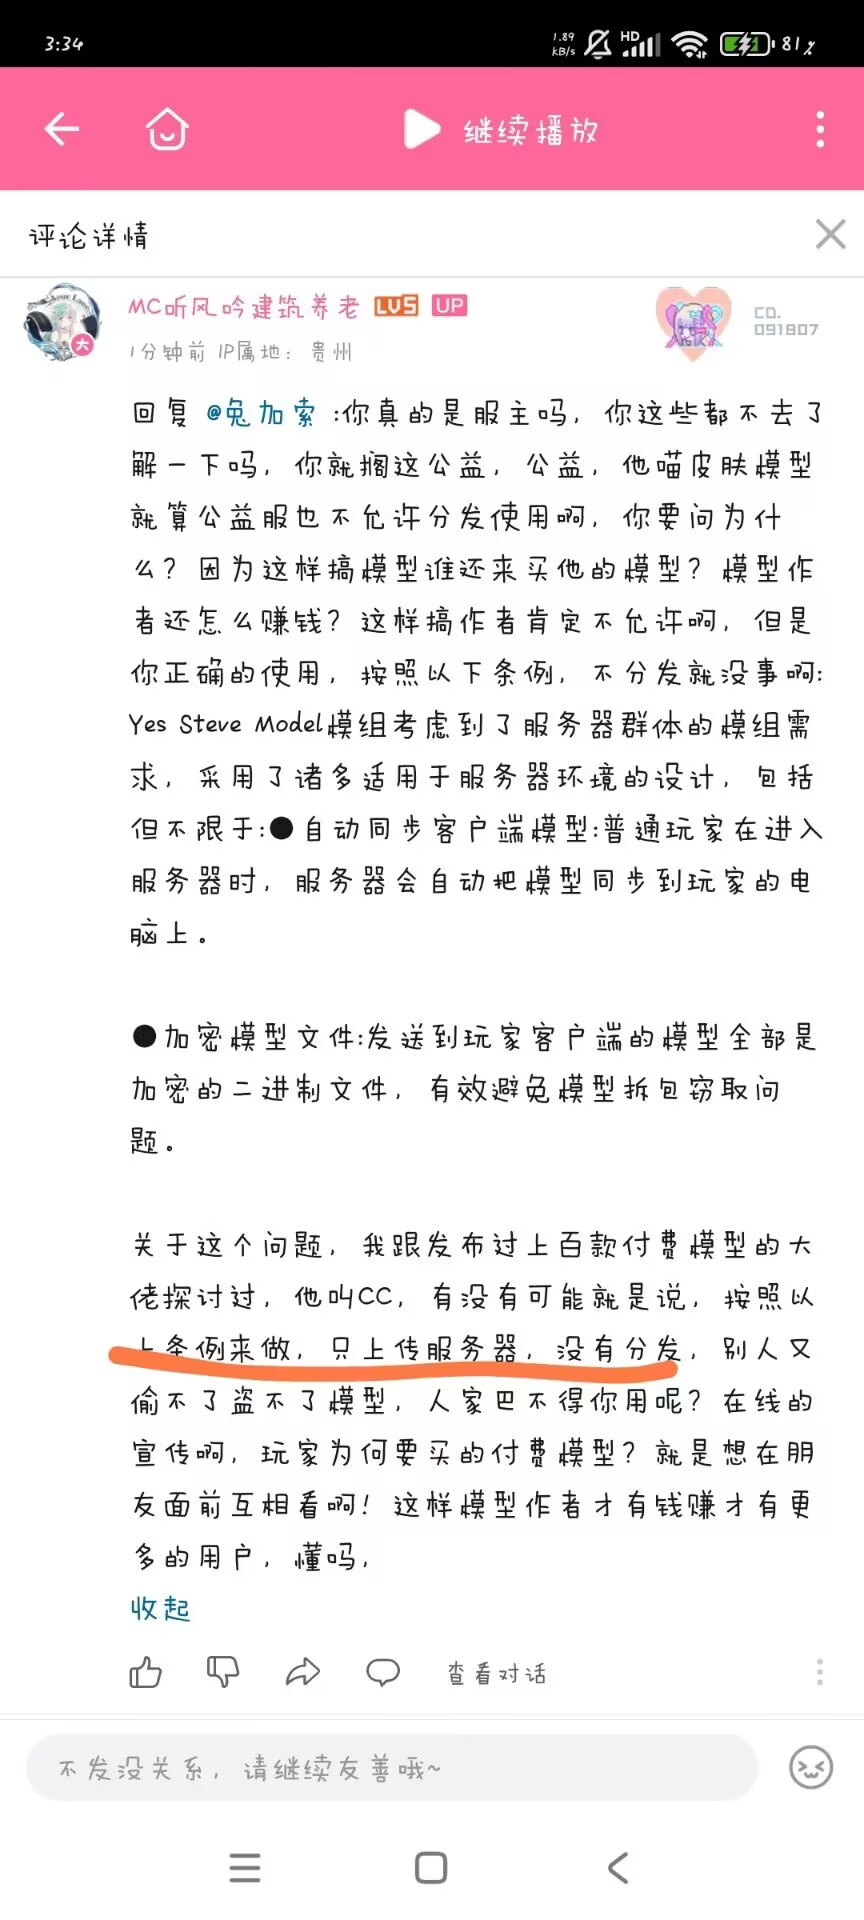 3:34
1.89
KB/s
HD
81%
继续播放
评论详情
MC听风吟建筑养老 LV5 UP
大
1分钟前 IP属地：贵州
CD.
091807
回复 @兔加索 :你真的是服主吗，你这些都不去了
解一下吗，你就搁这公益，公益，他喵皮肤模型
就算公益服也不允许分发使用啊，你要问为什
么？因为这样搞模型谁还来买他的模型？模型作
者还怎么赚钱？这样搞作者肯定不允许啊，但是
你正确的使用，按照以下条例，不分发就没事啊:
Yes Steve Model模组考虑到了服务器群体的模组需
求，采用了诸多适用于服务器环境的设计，包括
但不限于:●自动同步客户端模型:普通玩家在进入
服务器时，服务器会自动把模型同步到玩家的电
脑上。
●加密模型文件:发送到玩家客户端的模型全部是
加密的二进制文件，有效避免模型拆包窃取问
题。
关于这个问题，我跟发布过上百款付费模型的大
佬探讨过，他叫CC，有没有可能就是说，按照以
上条例来做，只上传服务器，没有分发，别人又
偷不了盗不了模型，人家巴不得你用呢？在线的
宣传啊，玩家为何要买的付费模型？就是想在朋
友面前互相看啊！这样模型作者才有钱赚才有更
多的用户，懂吗，
收起
查看对话
不发没关系，请继续友善哦~